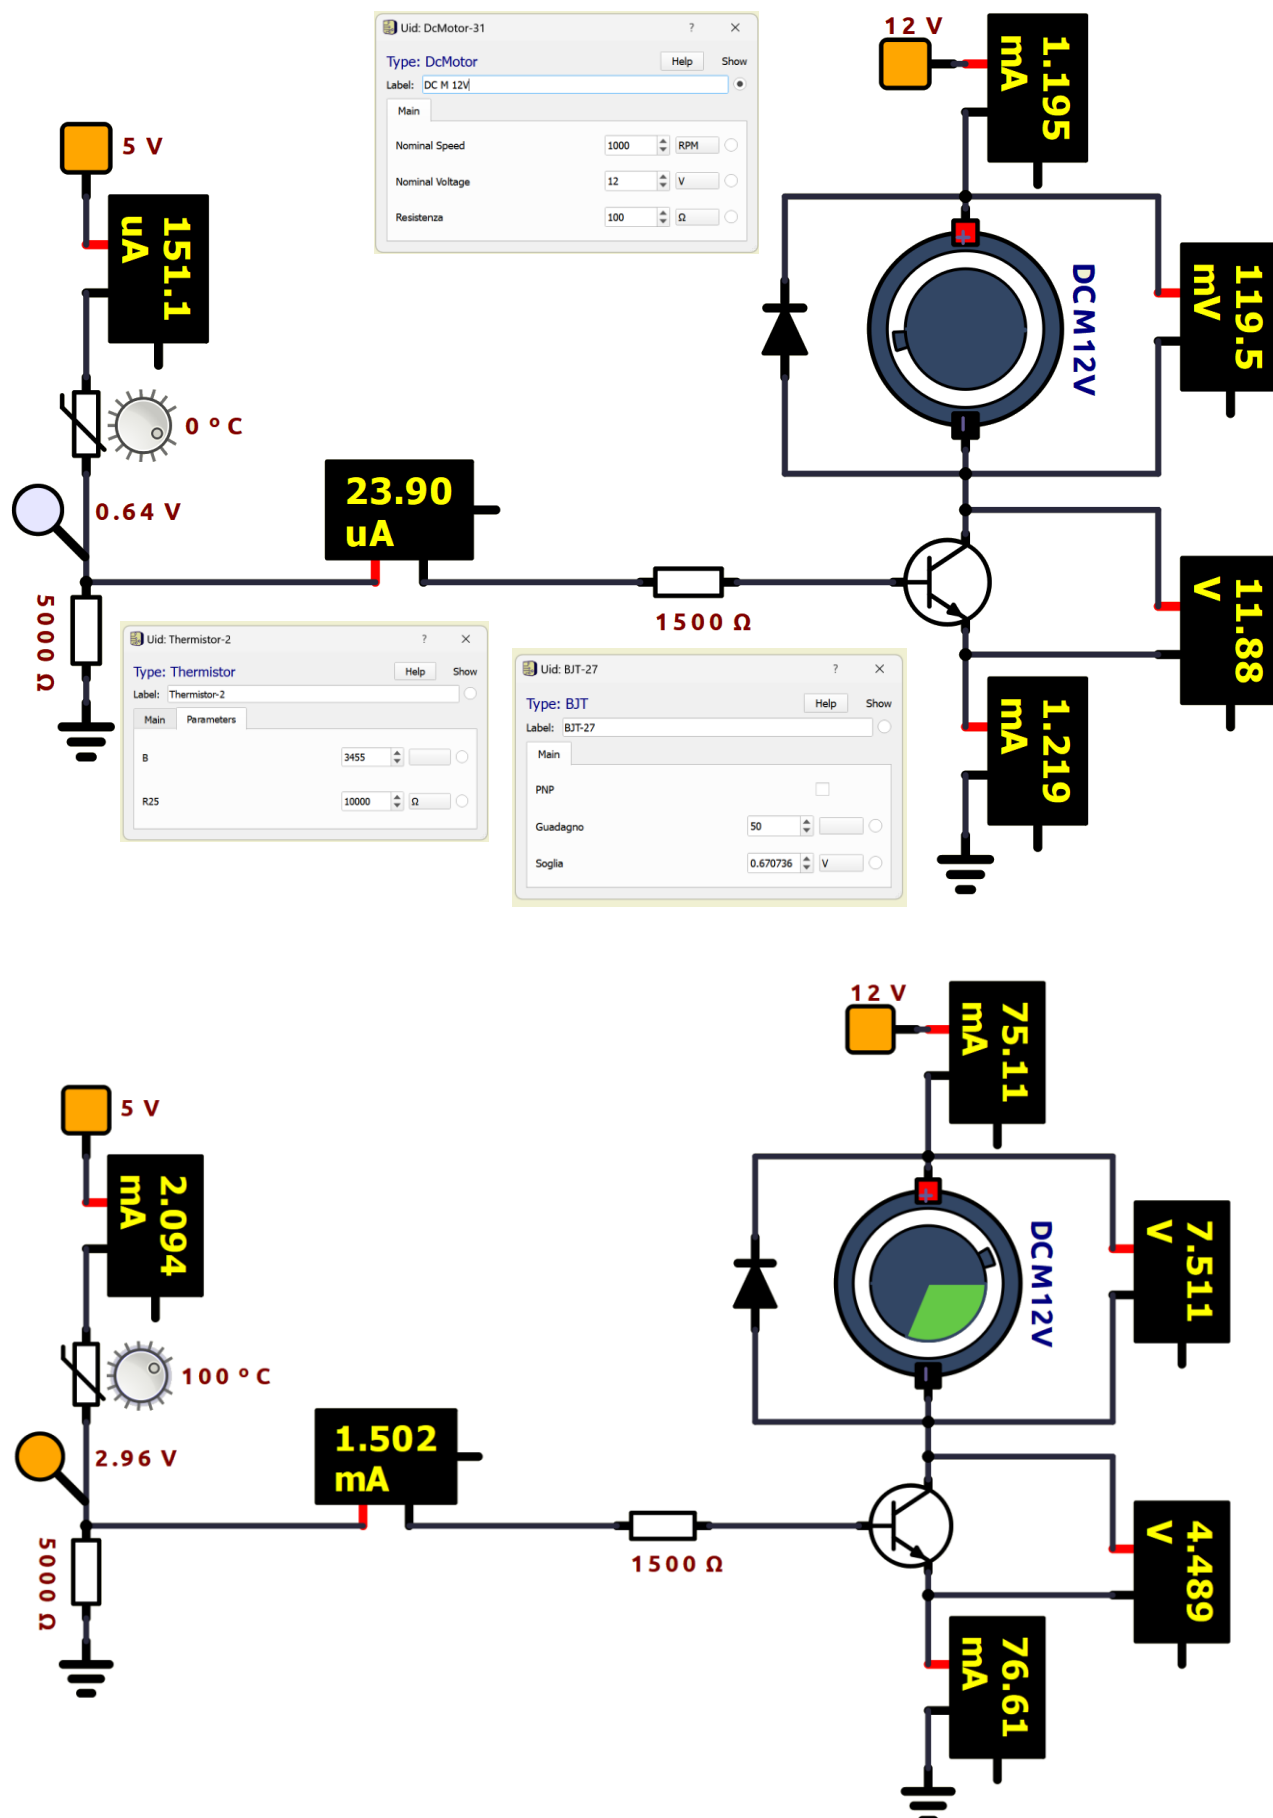 Uid: DcMotor-31
?
Type: DcMotor
Help
Show
Label:
DC M 12V
Main
Nominal Speed
1000
RPM
Nominal Voltage
12
V
Resistenza
100
Ω
12 V
1.195
mA
5 V
151.1
uA
DC M 12V
119.5
mV
0 º C
0.64 V
23.90
uA
5000 Ω
1500 Ω
11.88
V
1.219
mA
Uid: Thermistor-2
?
Type: Thermistor
Help
Show
Label:
Thermistor-2
Main
Parameters
B
3455
R25
10000
Ω
Uid: BJT-27
?
Type: BJT
Help
Show
Label:
BJT-27
Main
PNP
Guadagno
50
Soglia
0.670736
V
12 V
75.11
mA
5 V
2.094
mA
DC M 12V
7.511
V
100 º C
2.96 V
1.502
mA
5000 Ω
1500 Ω
4.489
V
76.61
mA